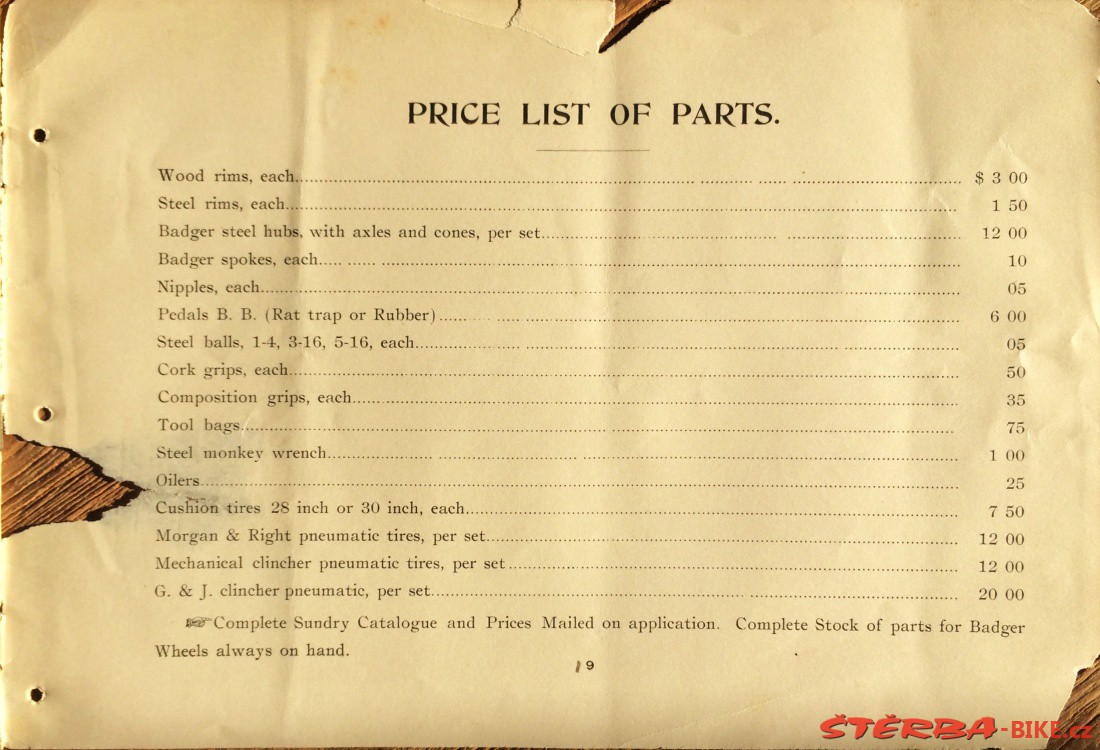 PRICE LIST OF PARTS.
Wood rims, each........ $ 3 00
Steel rims, each........ 1 50
Badger steel hubs, with axles and cones, per set........ 12 00
Badger spokes, each........ 10
Nipples, each........ 05
Pedals B. B. (Rat trap or Rubber)........ 6 00
Steel balls, 1-4, 3-16, 5-16, each........ 05
Cork grips, each........ 50
Composition grips, each........ 35
Tool bags........ 75
Steel monkey wrench........ 1 00
Oilers........ 25
Cushion tires 28 inch or 30 inch, each........ 7 50
Morgan & Right pneumatic tires, per set........ 12 00
Mechanical clincher pneumatic tires, per set........ 12 00
G. & J. clincher pneumatic, per set........ 20 00
☞Complete Sundry Catalogue and Prices Mailed on application. Complete Stock of parts for Badger
Wheels always on hand.
9
ŠTĚRBA-BIKE.cz